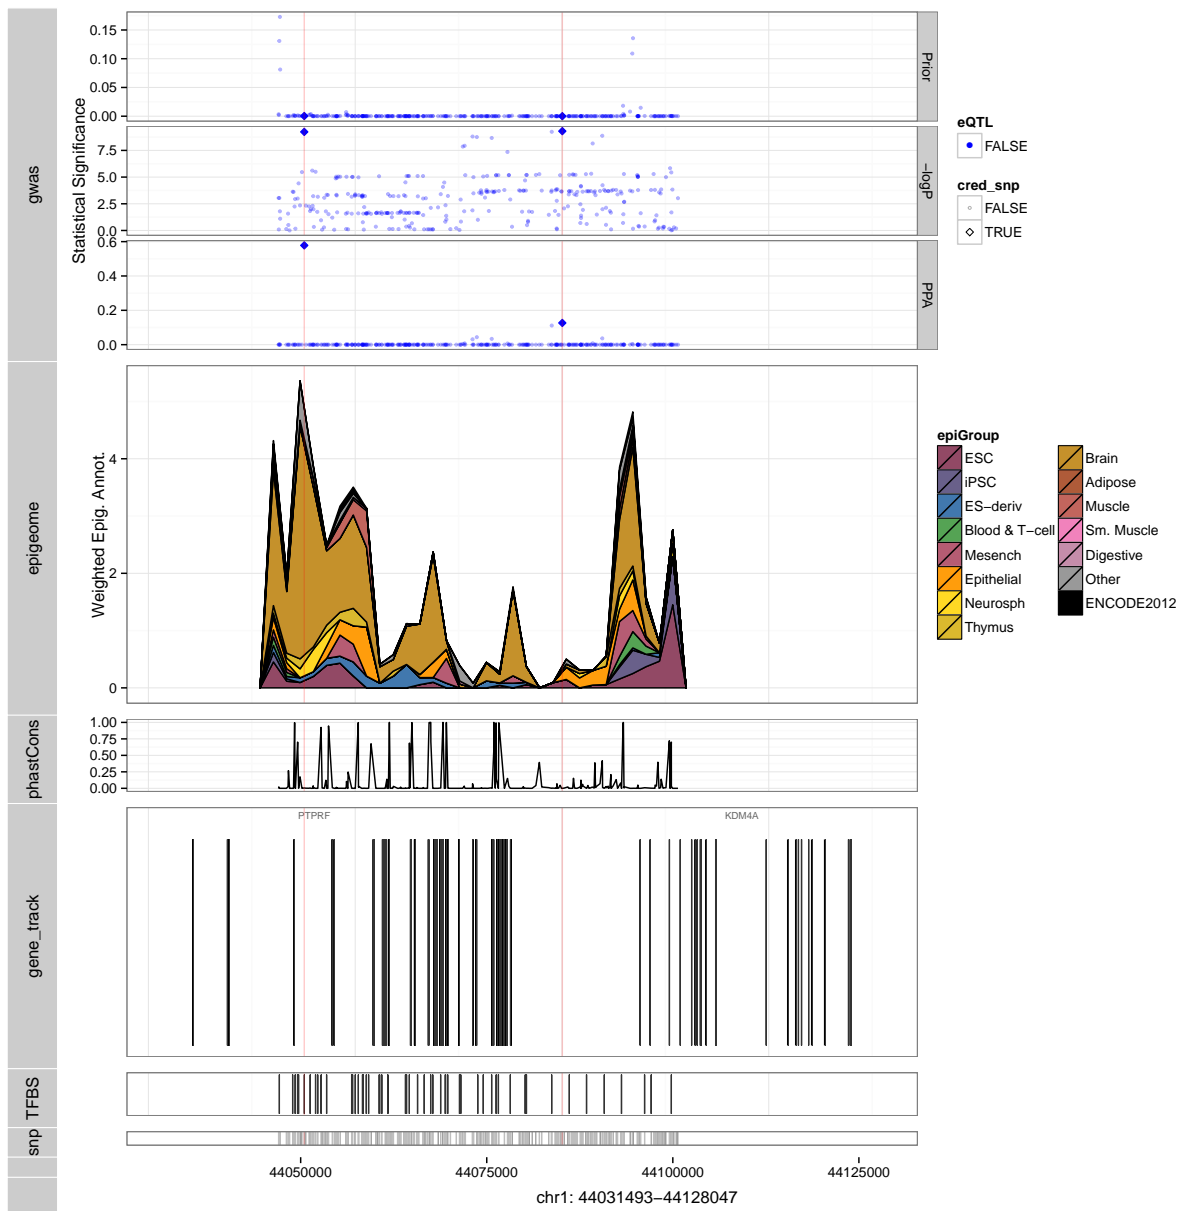 gwas
Statistical Significance
0.15
0.10
0.05
0.00
Prior
7.5
5.0
2.5
0.0
−logP
0.6
0.4
0.2
0.0
PPA
eQTL
FALSE
cred_snp
FALSE
TRUE
epigeome
Weighted Epig. Annot.
4
2
0
epiGroup
ESC
iPSC
ES−deriv
Blood & T−cell
Mesench
Epithelial
Neurosph
Thymus
Brain
Adipose
Muscle
Sm. Muscle
Digestive
Other
ENCODE2012
phastCons
1.00
0.75
0.50
0.25
0.00
gene_track
PTPRF
KDM4A
TFBS
snp
44050000
44075000
44100000
44125000
chr1: 44031493−44128047